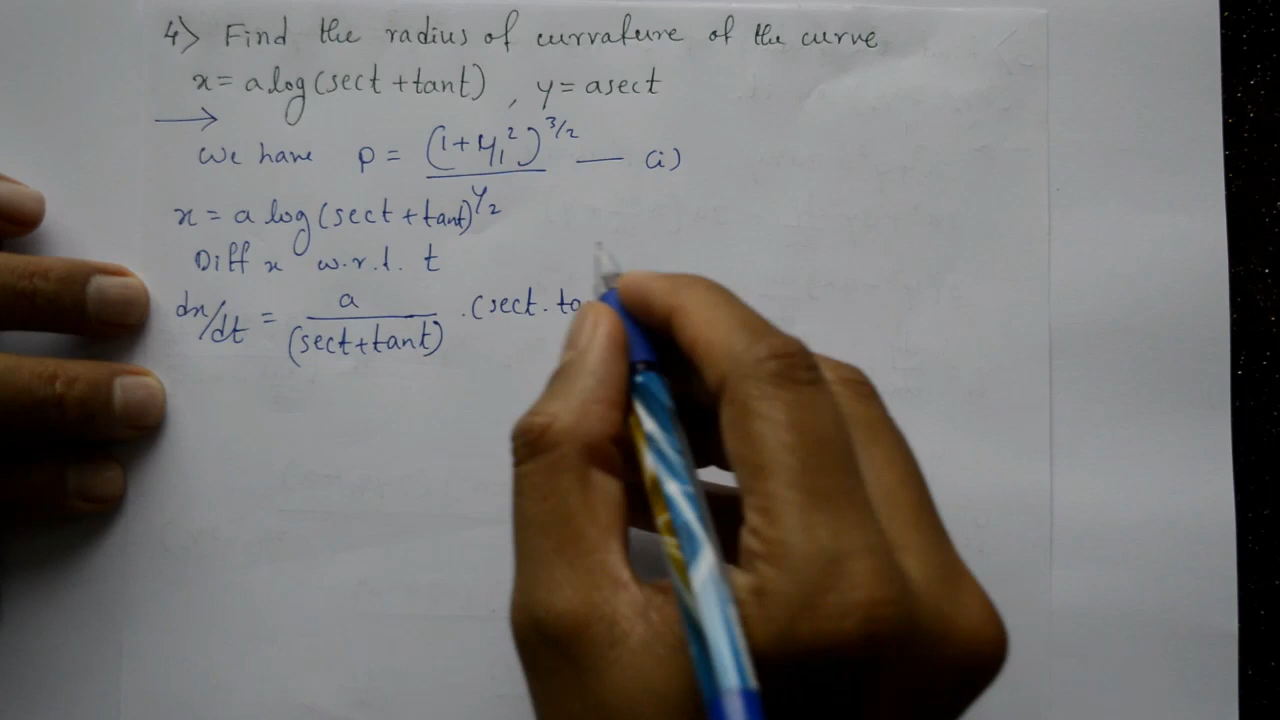 4) Find the radius of curvature of the curve
x = a log(sect + tant) , y = asect
→ We have ρ = (1+y₁²)^3/2 / y₂ — (i)
x = a log(sect + tant)
Diff x w.r.t. t
dx/dt = a / (sect+tant) . (sect. ta